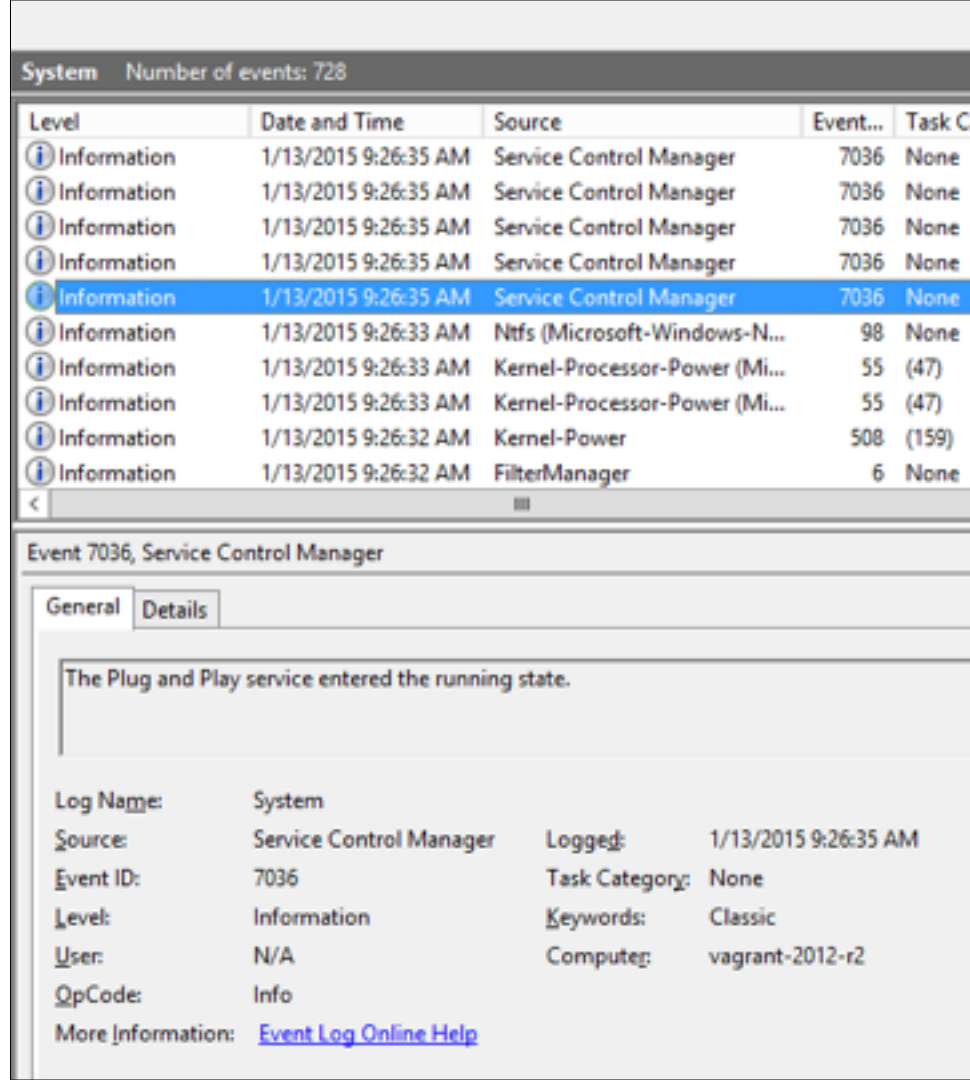 System Number of events: 728
Level Date and Time Source Event... Task C
Information 1/13/2015 9:26:35 AM Service Control Manager 7036 None
Information 1/13/2015 9:26:35 AM Service Control Manager 7036 None
Information 1/13/2015 9:26:35 AM Service Control Manager 7036 None
Information 1/13/2015 9:26:35 AM Service Control Manager 7036 None
Information 1/13/2015 9:26:35 AM Service Control Manager 7036 None
Information 1/13/2015 9:26:33 AM Ntfs (Microsoft-Windows-N... 98 None
Information 1/13/2015 9:26:33 AM Kernel-Processor-Power (Mi... 55 (47)
Information 1/13/2015 9:26:33 AM Kernel-Processor-Power (Mi... 55 (47)
Information 1/13/2015 9:26:32 AM Kernel-Power 508 (159)
Information 1/13/2015 9:26:32 AM FilterManager 6 None
Event 7036, Service Control Manager
General Details
The Plug and Play service entered the running state.
Log Name: System
Source: Service Control Manager Logged: 1/13/2015 9:26:35 AM
Event ID: 7036 Task Category: None
Level: Information Keywords: Classic
User: N/A Computer: vagrant-2012-r2
OpCode: Info
More Information: Event Log Online Help